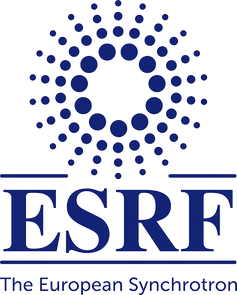 ESRF
The European Synchrotron